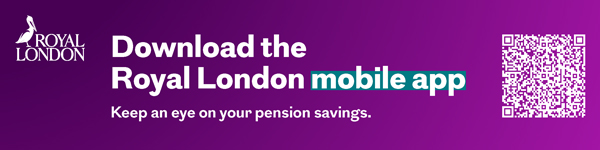 ROYAL
LONDON
Download the
Royal London mobile app
Keep an eye on your pension savings.